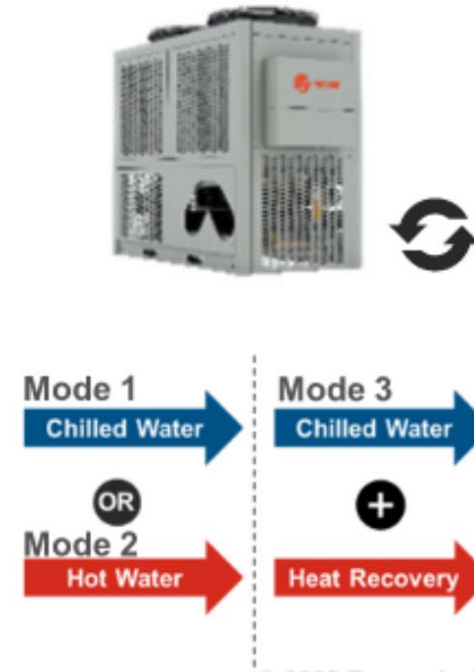 Mode 1
Chilled Water
OR
Mode 2
Hot Water
Mode 3
Chilled Water
+
Heat Recovery